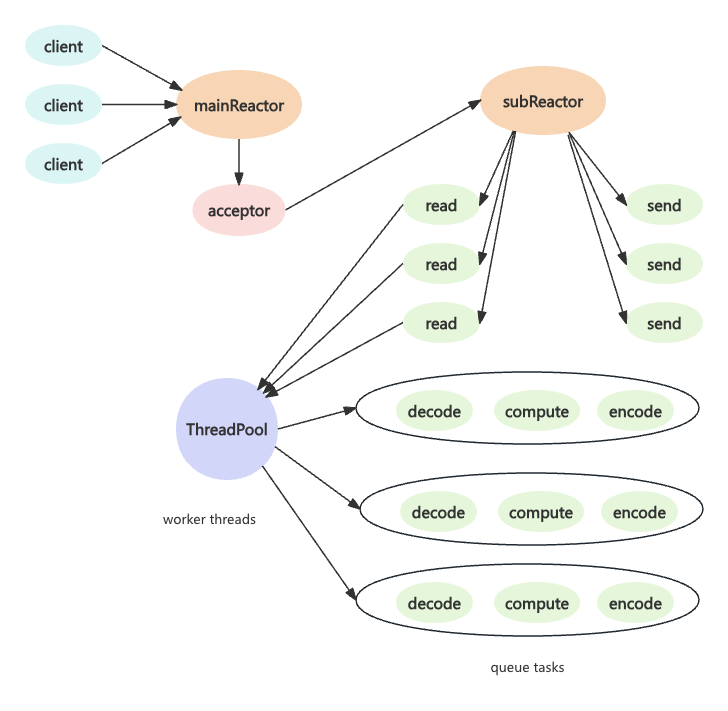 client
client
client
mainReactor
acceptor
subReactor
read
send
read
send
read
send
ThreadPool
worker threads
decode compute encode
decode compute encode
decode compute encode
queue tasks